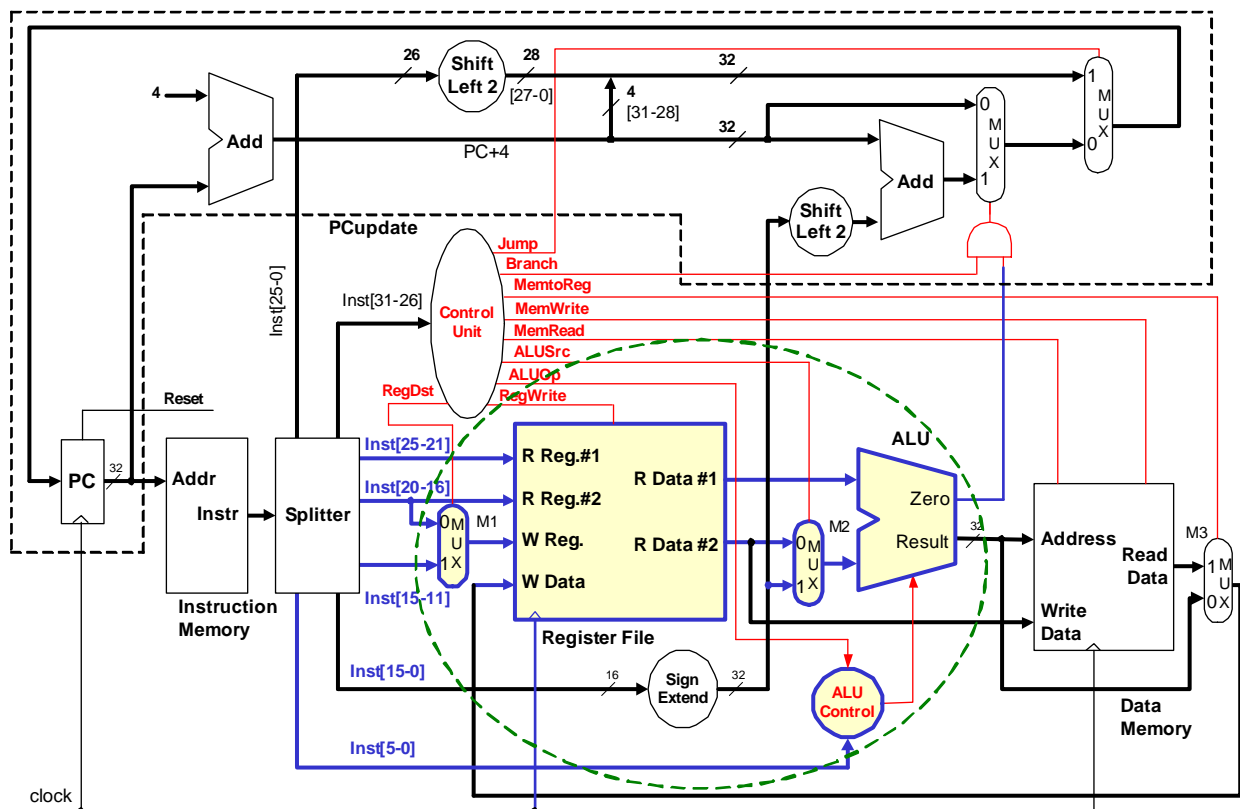 26
28
32
Shift
Left 2
[27-0]
4
4
[31-28]
1
M
U
X
0
0
M
U
X
1
Add
PC+4
32
Add
Shift
Left 2
PCupdate
Inst[25-0]
Inst[31-26]
Control
Unit
Jump
Branch
MemtoReg
MemWrite
MemRead
ALUSrc
ALUOp
RegWrite
RegDst
Reset
PC
32
Addr
Instr
Instruction
Memory
Splitter
Inst[25-21]
Inst[20-16]
Inst[15-11]
0
M
U
X
1
M1
R Reg.#1
R Reg.#2
W Reg.
W Data
R Data #1
R Data #2
Register File
0
M
U
X
1
M2
ALU
Zero
Result
32
Address
Read
Data
Write
Data
Data
Memory
M3
1
M
U
X
0
Inst[15-0]
16
Sign
Extend
32
ALU
Control
Inst[5-0]
clock